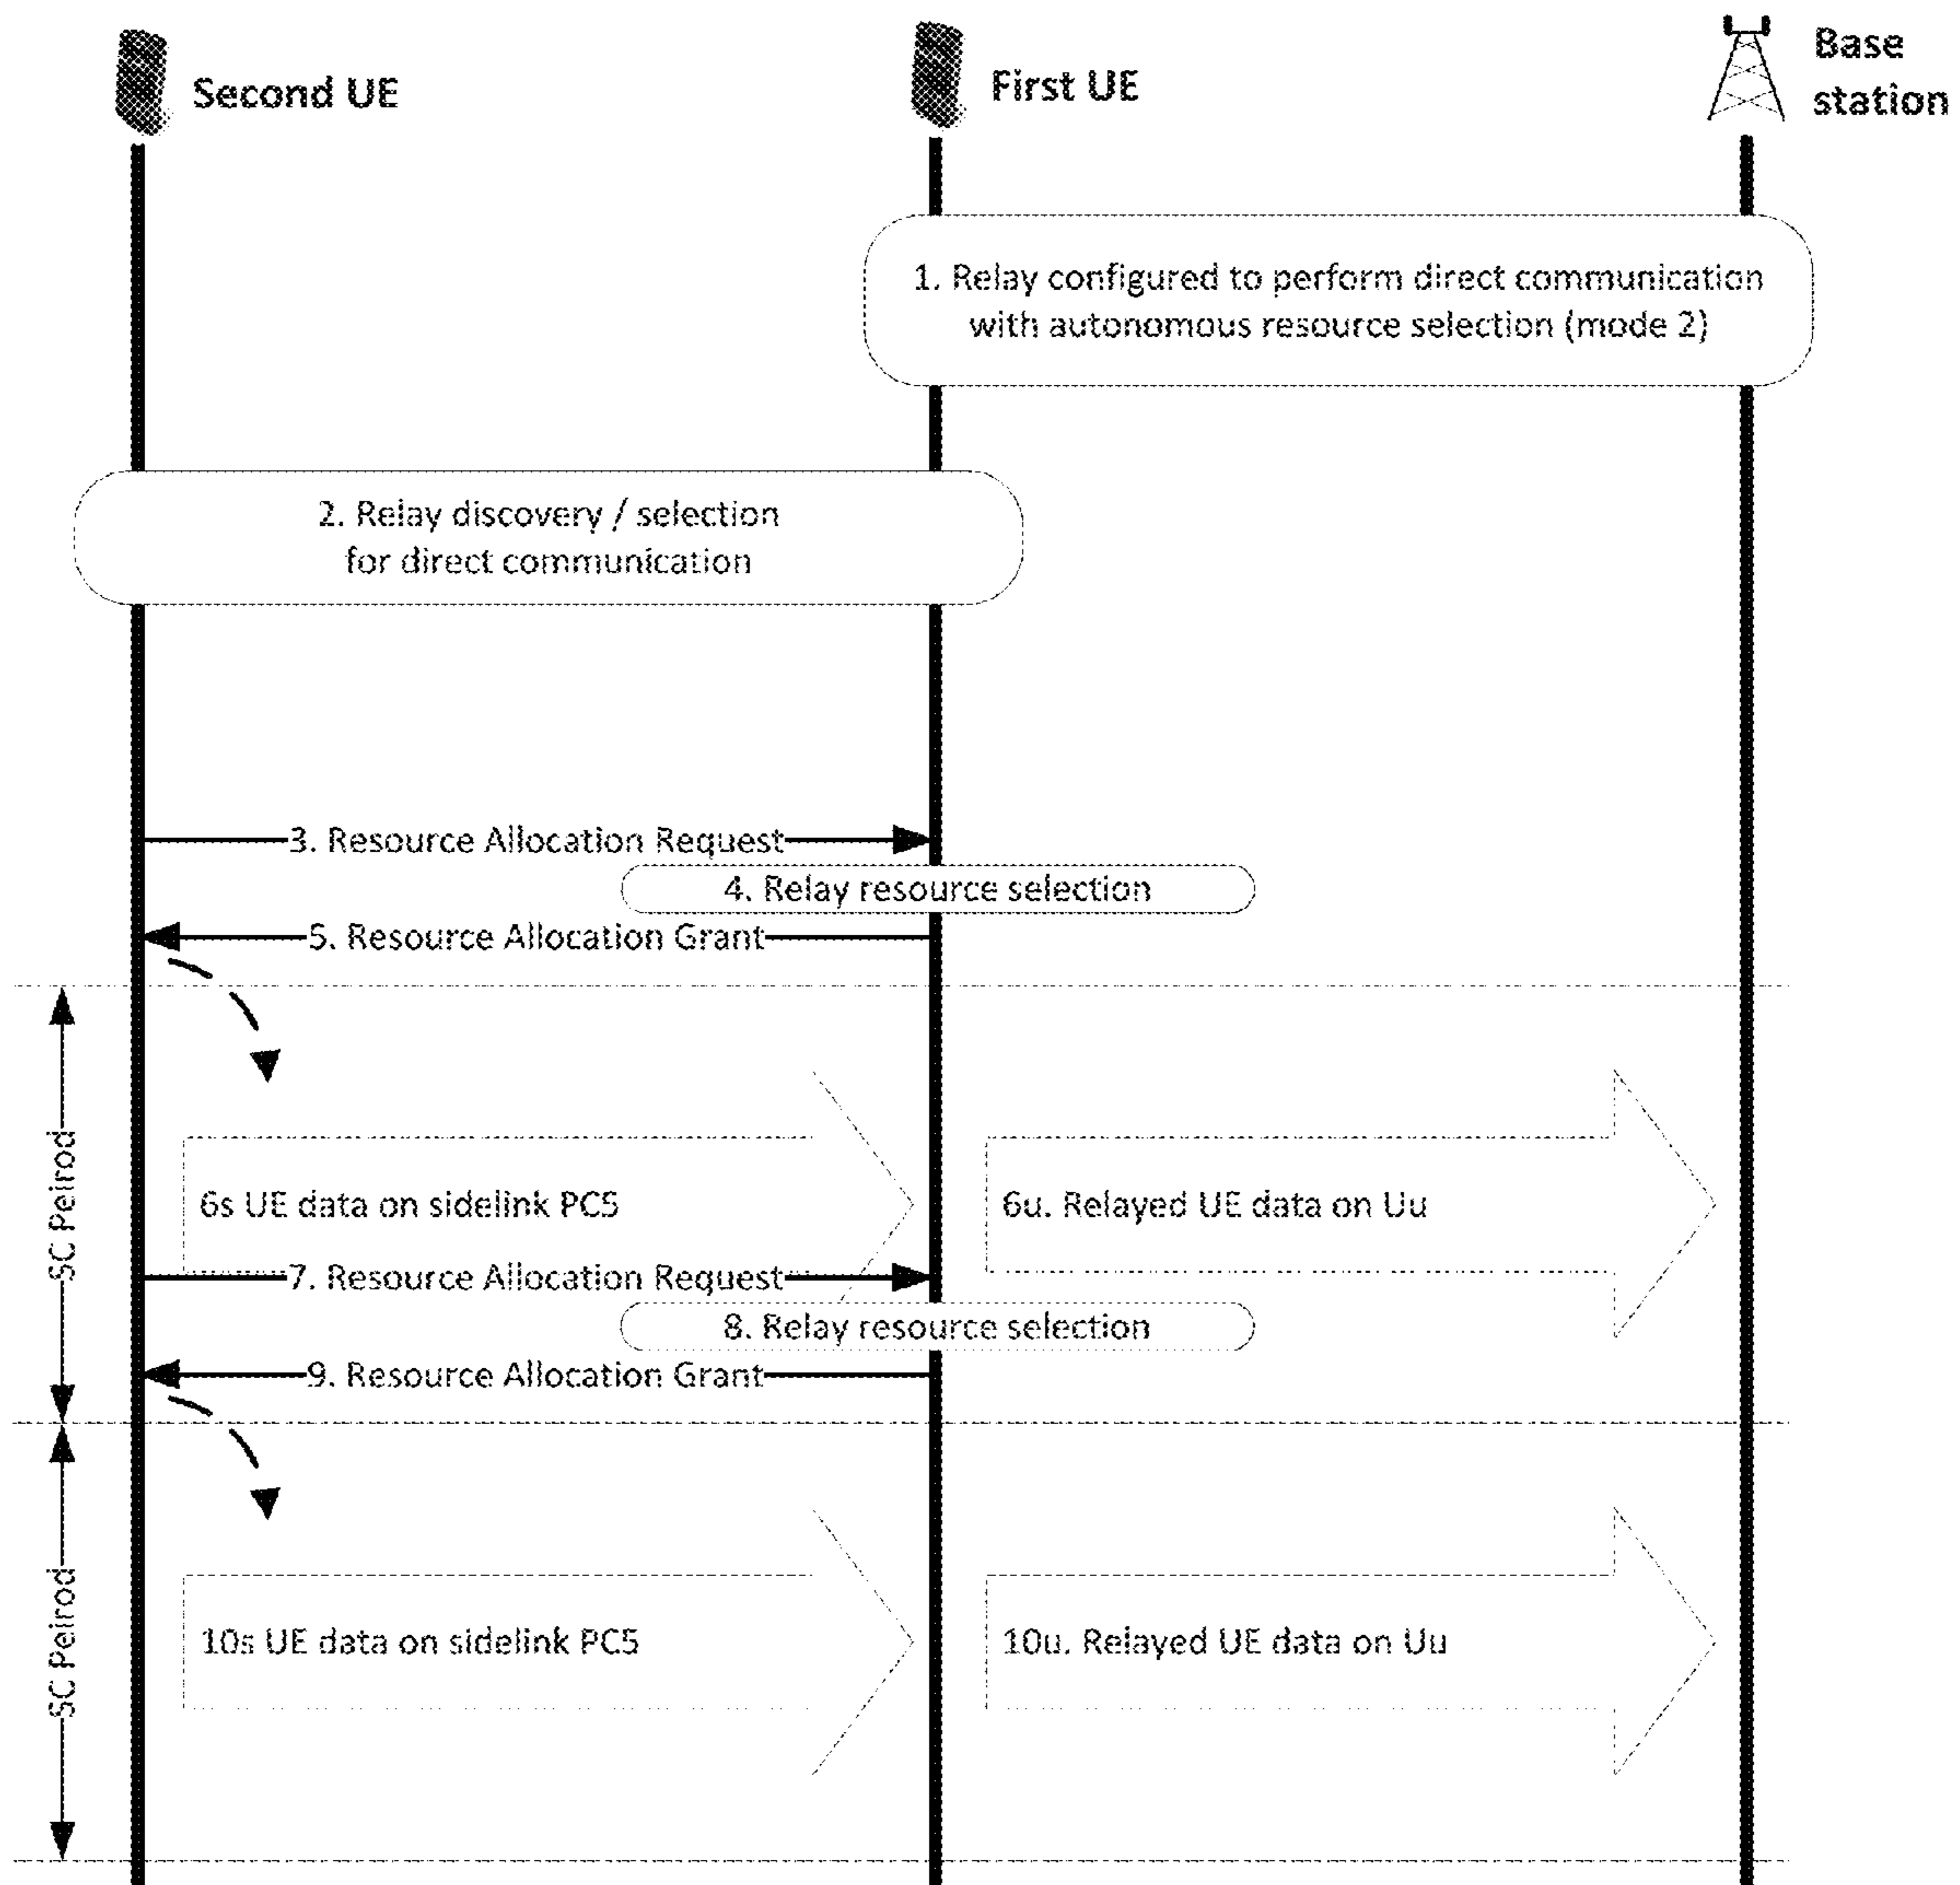 Second UE
First UE
Base
station
1. Relay configured to perform direct communication
with autonomous resource selection (mode 2)
2. Relay discovery / selection
for direct communication
3. Resource Allocation Request
4. Relay resource selection
5. Resource Allocation Grant
SC Peirod
6s UE data on sidelink PC5
6u. Relayed UE data on Uu
7. Resource Allocation Request
8. Relay resource selection
9. Resource Allocation Grant
SC Peirod
10s UE data on sidelink PC5
10u. Relayed UE data on Uu